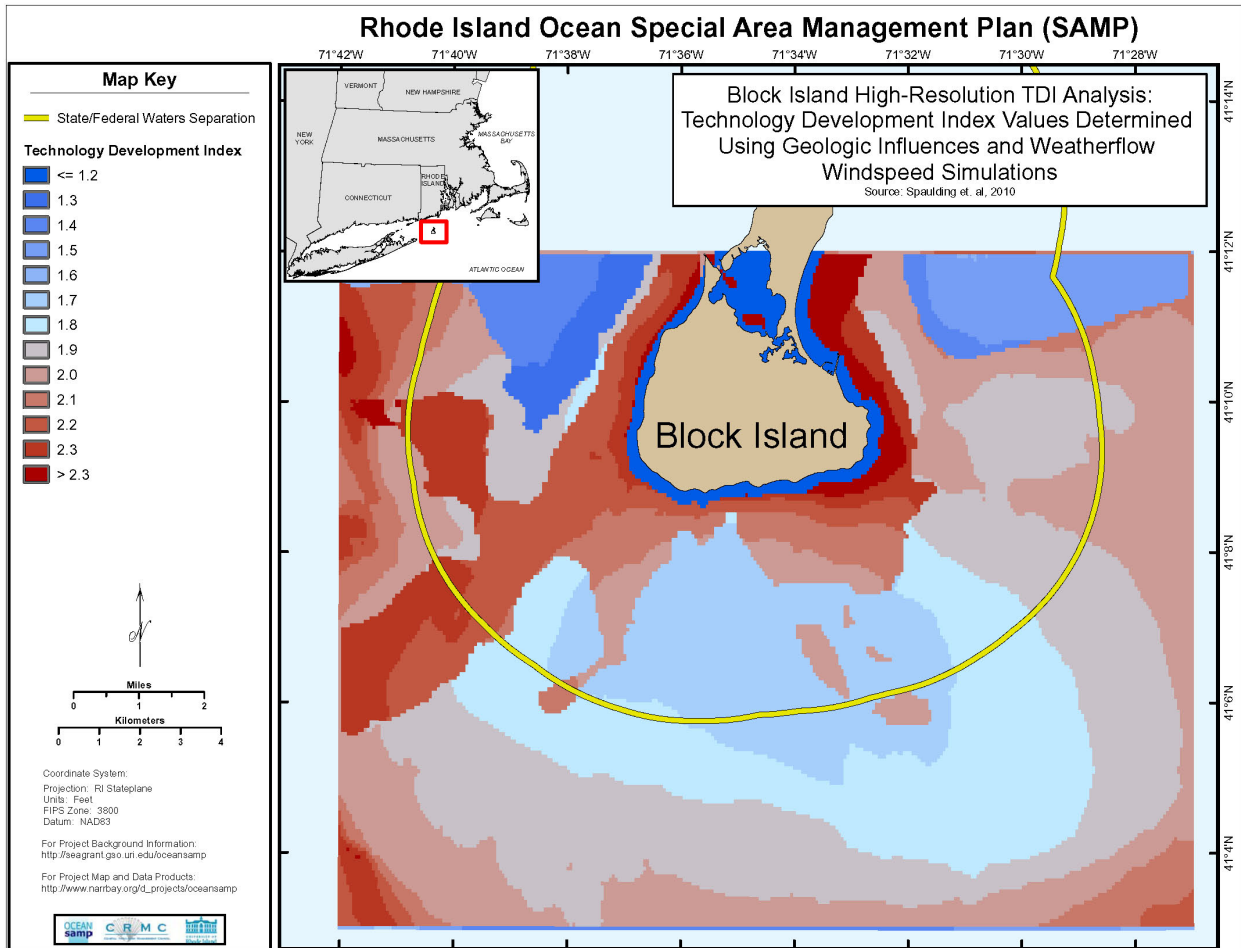 Rhode Island Ocean Special Area Management Plan (SAMP)
71°42'W 71°40'W 71°38'W 71°36'W 71°34'W 71°32'W 71°30'W 71°28'W
Map Key
State/Federal Waters Separation
Technology Development Index
<= 1.2
1.3
1.4
1.5
1.6
1.7
1.8
1.9
2.0
2.1
2.2
2.3
> 2.3
N
Miles
0 1 2
Kilometers
0 1 2 3 4
Coordinate System:
Projection: RI Stateplane
Units: Feet
FIPS Zone: 3800
Datum: NAD83
For Project Background Information:
http://seagrant.gso.uri.edu/oceansamp
For Project Map and Data Products:
http://www.narrbay.org/d_projects/oceansamp
OCEAN
samp
CRMC
Rhode Island
VERMONT
NEW HAMPSHIRE
NEW
YORK
MASSACHUSETTS
MASSACHUSETTS
BAY
CONNECTICUT
RHODE
ISLAND
ATLANTIC OCEAN
Block Island High-Resolution TDI Analysis:
Technology Development Index Values Determined
Using Geologic Influences and Weatherflow
Windspeed Simulations
Source: Spaulding et. al, 2010
Block Island
41°14'N
41°12'N
41°10'N
41°8'N
41°6'N
41°4'N